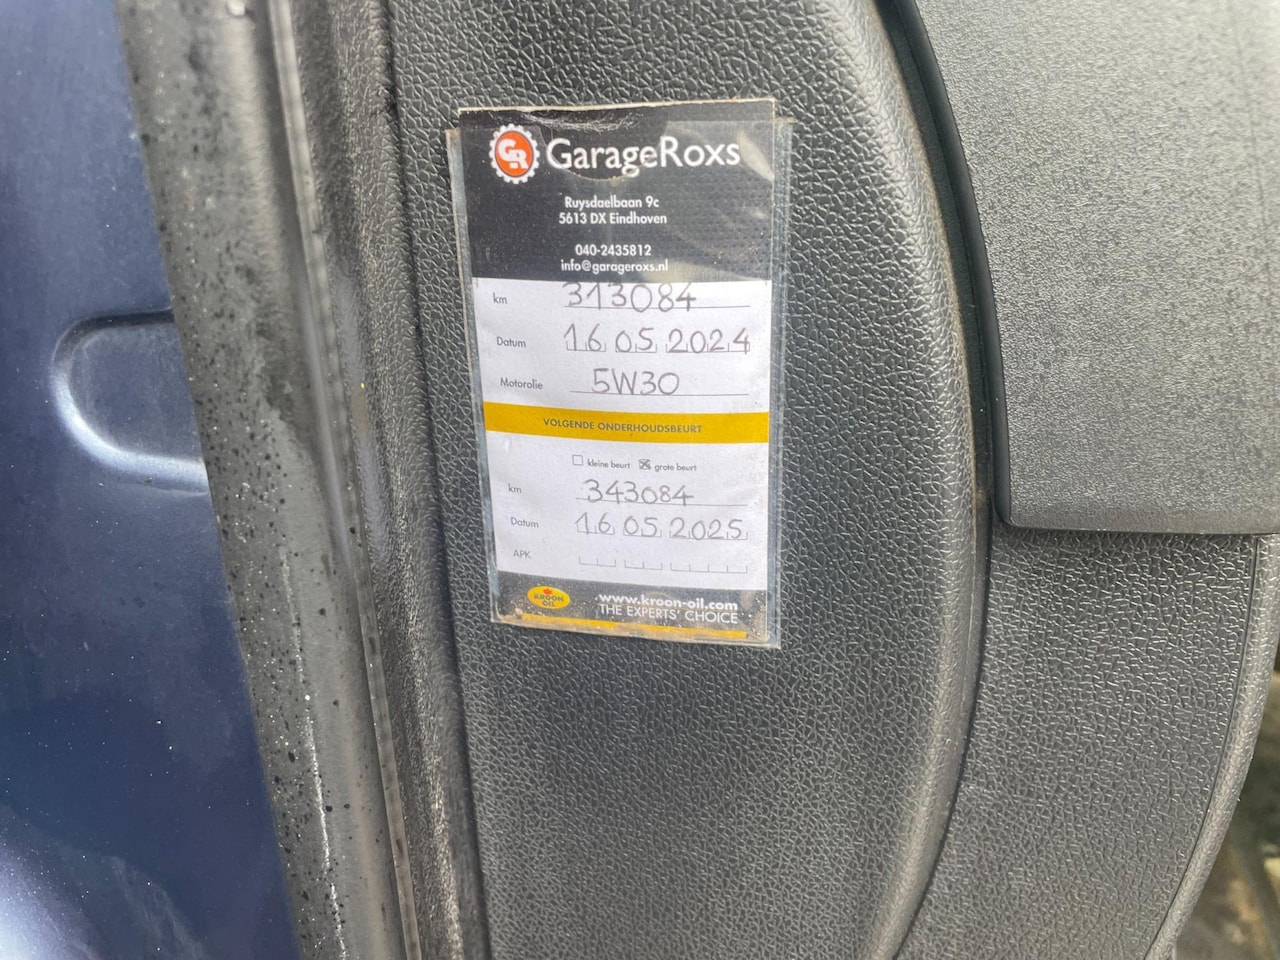 GR GarageRoxs
Ruysdaelbaan 9c
5613 DX Eindhoven
040-2435812
info@garageroxs.nl
km 313084
Datum 16 05 2024
Motorolie 5W30
VOLGENDE ONDERHOUDSBEURT
kleine beurt grote beurt
km 343084
Datum 16 05 2025
APK
KROON OIL
www.kroon-oil.com
THE EXPERTS' CHOICE